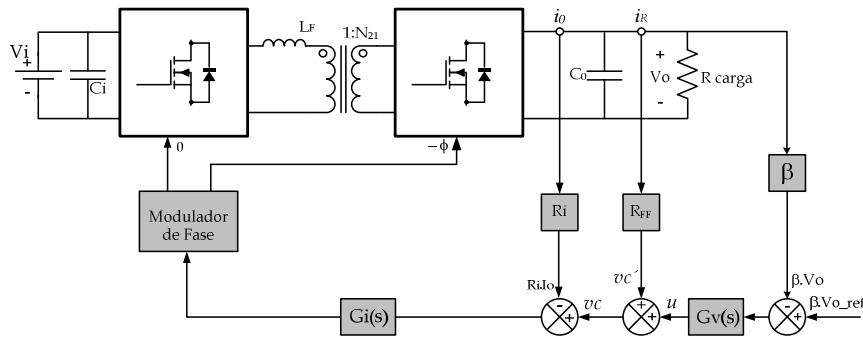 i0
iR
LF
1:N21
Vi
+
-
Ci
C0
+
Vo
-
R carga
0
−ϕ
β
Modulador
de Fase
Ri
RFF
Ri.Io
vC´
β.Vo
β.Vo_ref
-
+
vC
+
+
u
-
+
Gi(s)
Gv(s)